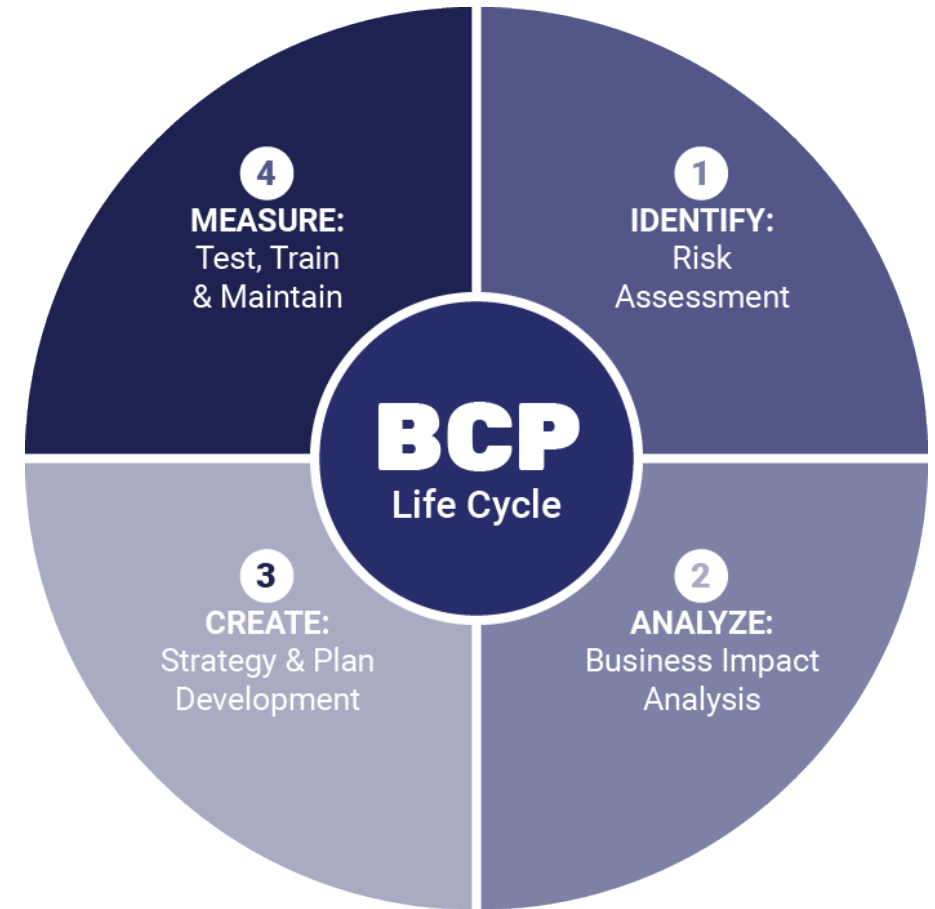 1
IDENTIFY:
Risk
Assessment
2
ANALYZE:
Business Impact
Analysis
3
CREATE:
Strategy & Plan
Development
4
MEASURE:
Test, Train
& Maintain
BCP
Life Cycle